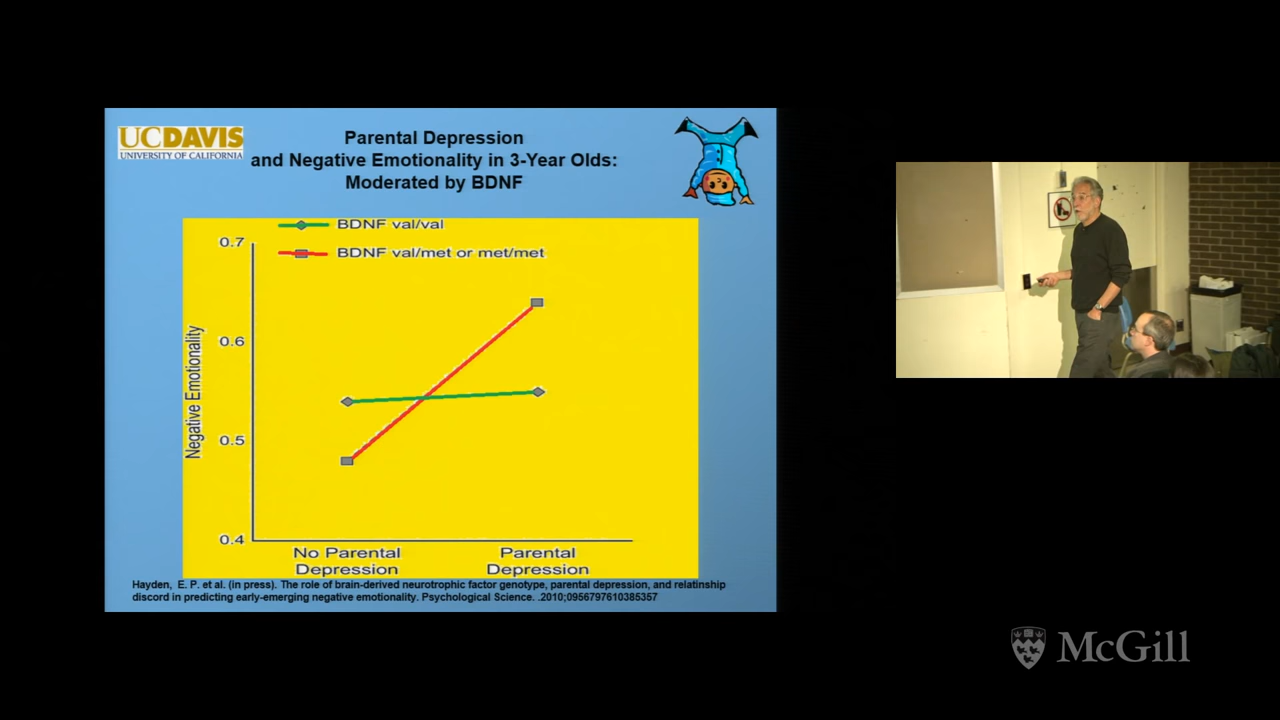 UCDAVIS
UNIVERSITY OF CALIFORNIA
Parental Depression
and Negative Emotionality in 3-Year Olds:
Moderated by BDNF
BDNF val/val
BDNF val/met or met/met
Negative Emotionality
0.7
0.6
0.5
0.4
No Parental
Depression
Parental
Depression
Hayden, E. P. et al. (in press). The role of brain-derived neurotrophic factor genotype, parental depression, and relatinship
discord in predicting early-emerging negative emotionality. Psychological Science. .2010;0956797610385357
McGill